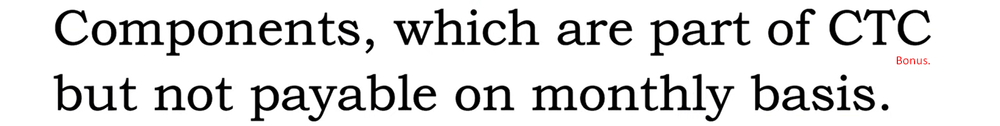 Components, which are part of CTC
Bonus.
but not payable on monthly basis.